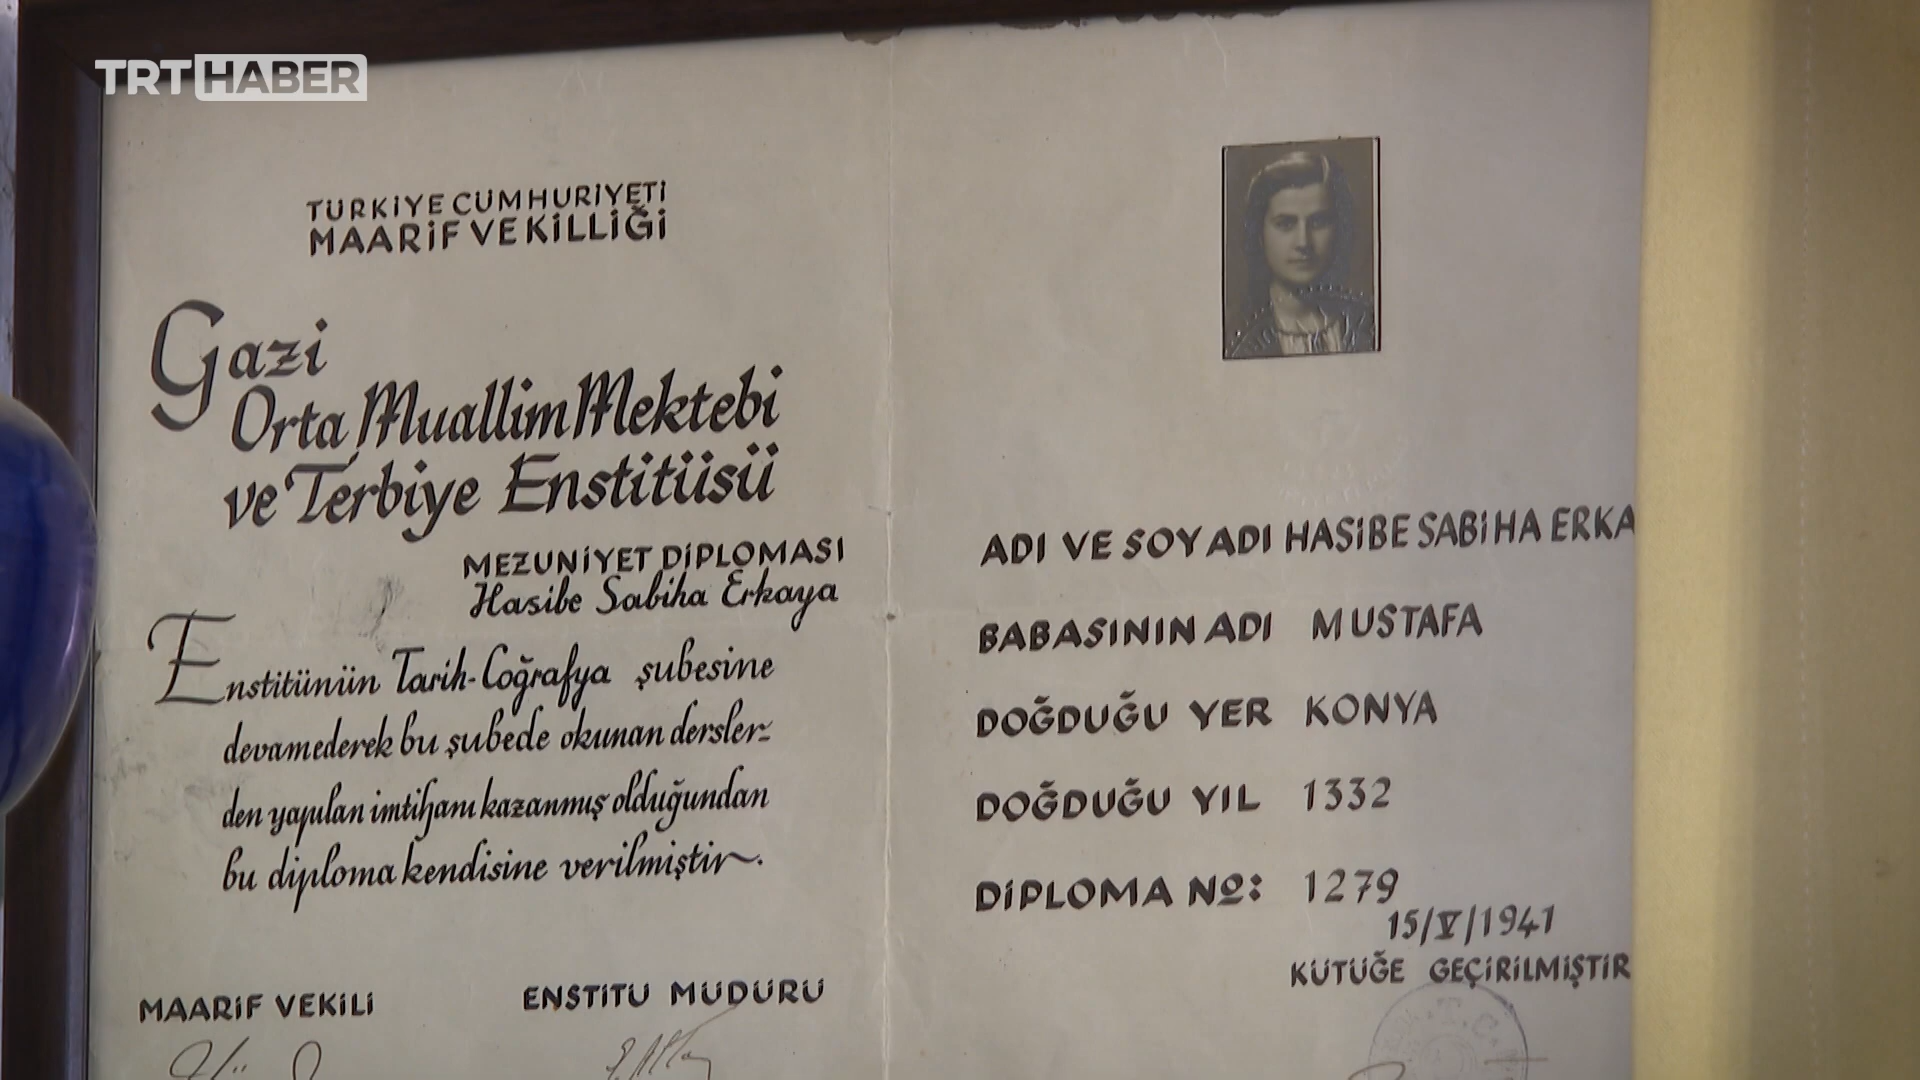 TRT HABER
TÜRKİYE CÜMHURİYETİ
MAARİF VEKİLLİĞİ
Gazi
Orta Muallim Mektebi
ve Terbiye Enstitüsü
MEZUNİYET DİPLOMASI
Hasibe Sabiha Erkaya
Enstitünün Tarih-Coğrafya şubesine
devamederek bu şubede okunan dersler-
den yapılan imtihanı kazanmış olduğundan
bu diploma kendisine verilmiştir.
MAARİF VEKİLİ
ENSTİTÜ MÜDÜRÜ
ADI VE SOYADI HASİBE SABİHA ERKA
BABASININ ADI MUSTAFA
DOĞDUĞU YER KONYA
DOĞDUĞU YIL 1332
DİPLOMA No: 1279
15/V/1941
KÜTÜĞE GEÇİRİLMİŞTİR